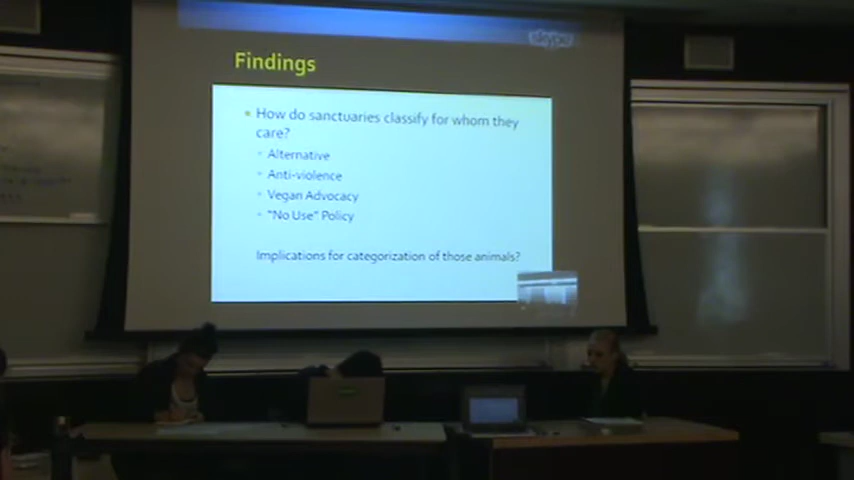 skype
Findings
How do sanctuaries classify for whom they
care?
Alternative
Anti-violence
Vegan Advocacy
"No Use" Policy
Implications for categorization of those animals?